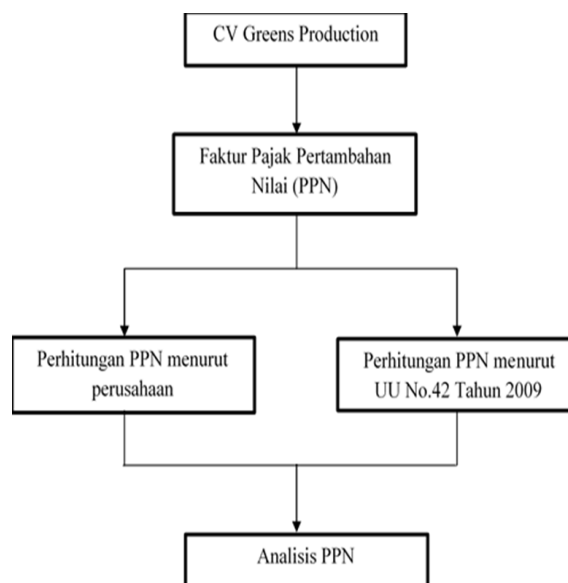 CV Greens Production
Faktur Pajak Pertambahan
Nilai (PPN)
Perhitungan PPN menurut
perusahaan
Perhitungan PPN menurut
UU No.42 Tahun 2009
Analisis PPN